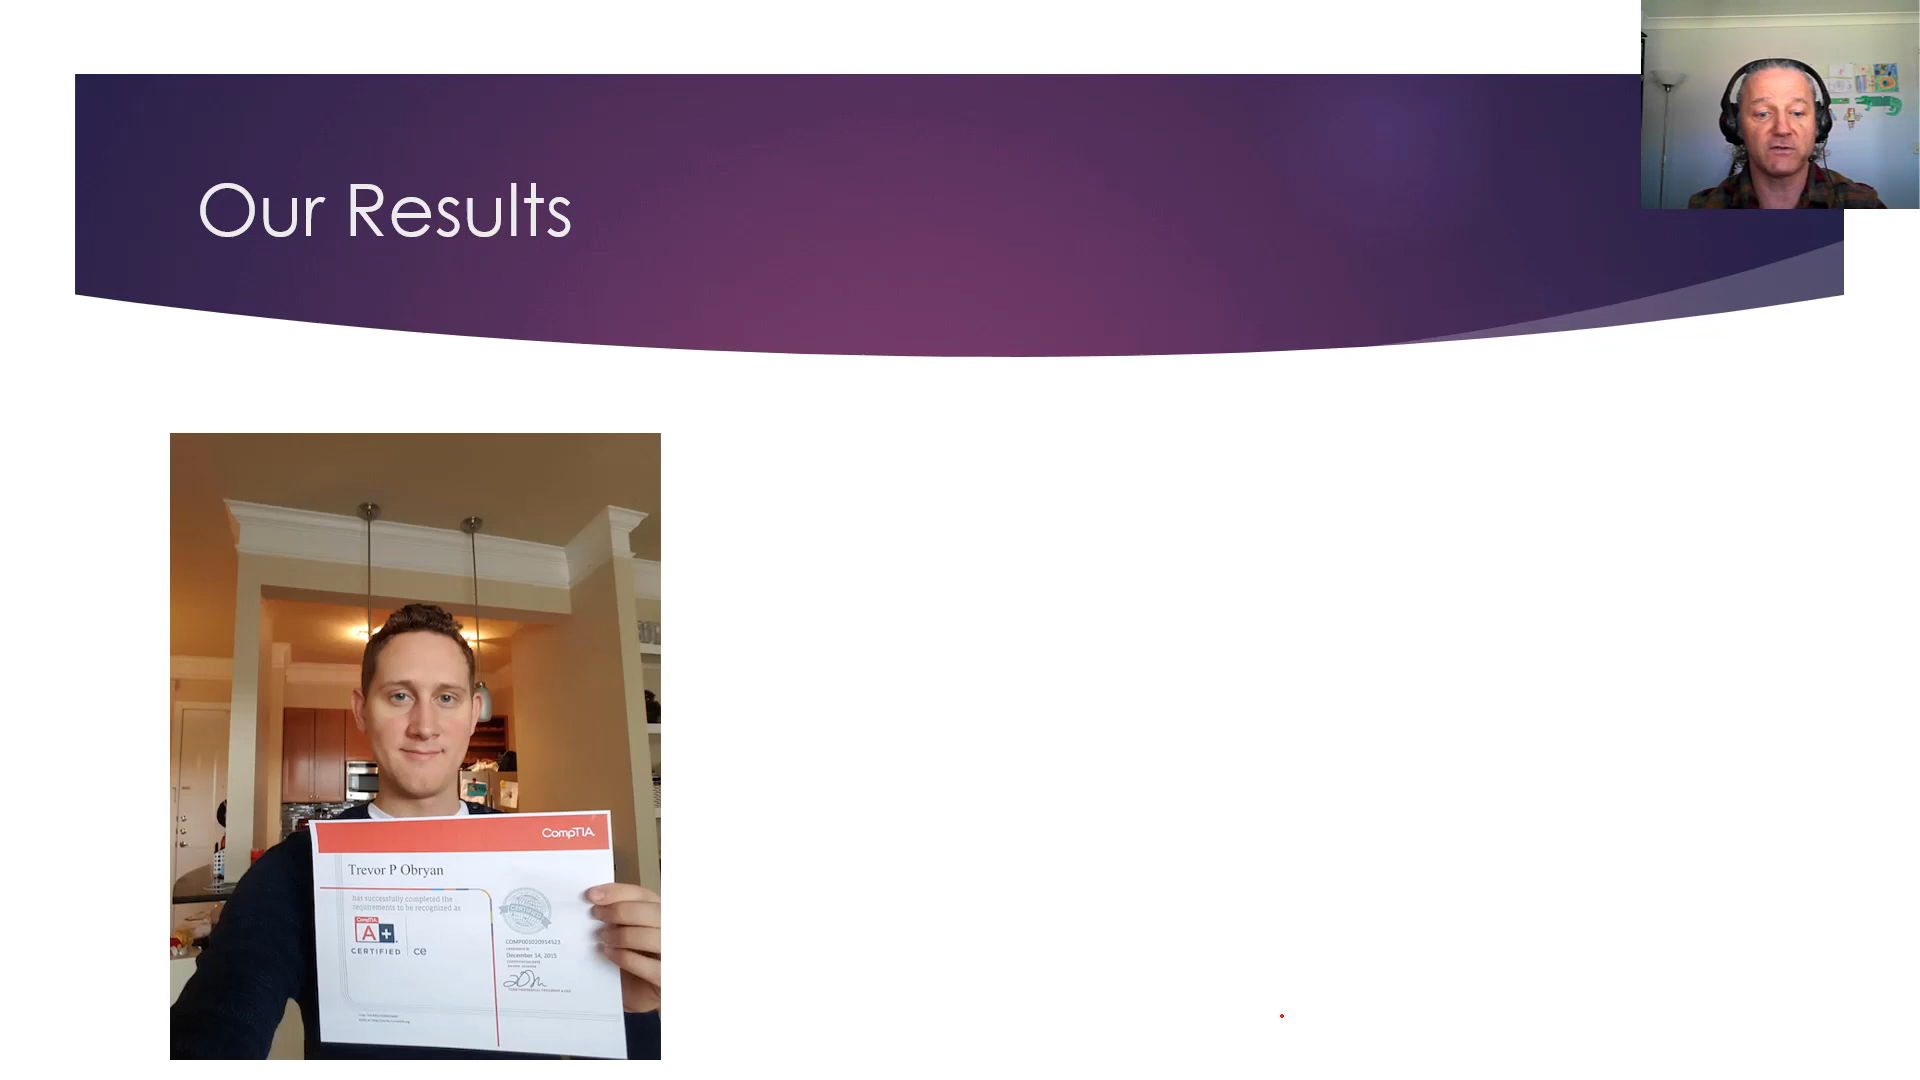 Our Results
CompTIA.
Trevor P Obryan
has successfully completed the
requirements to be recognized as
CompTIA
A+
CERTIFIED ce
CERTIFIED
COMP001020914523
December 14, 2015